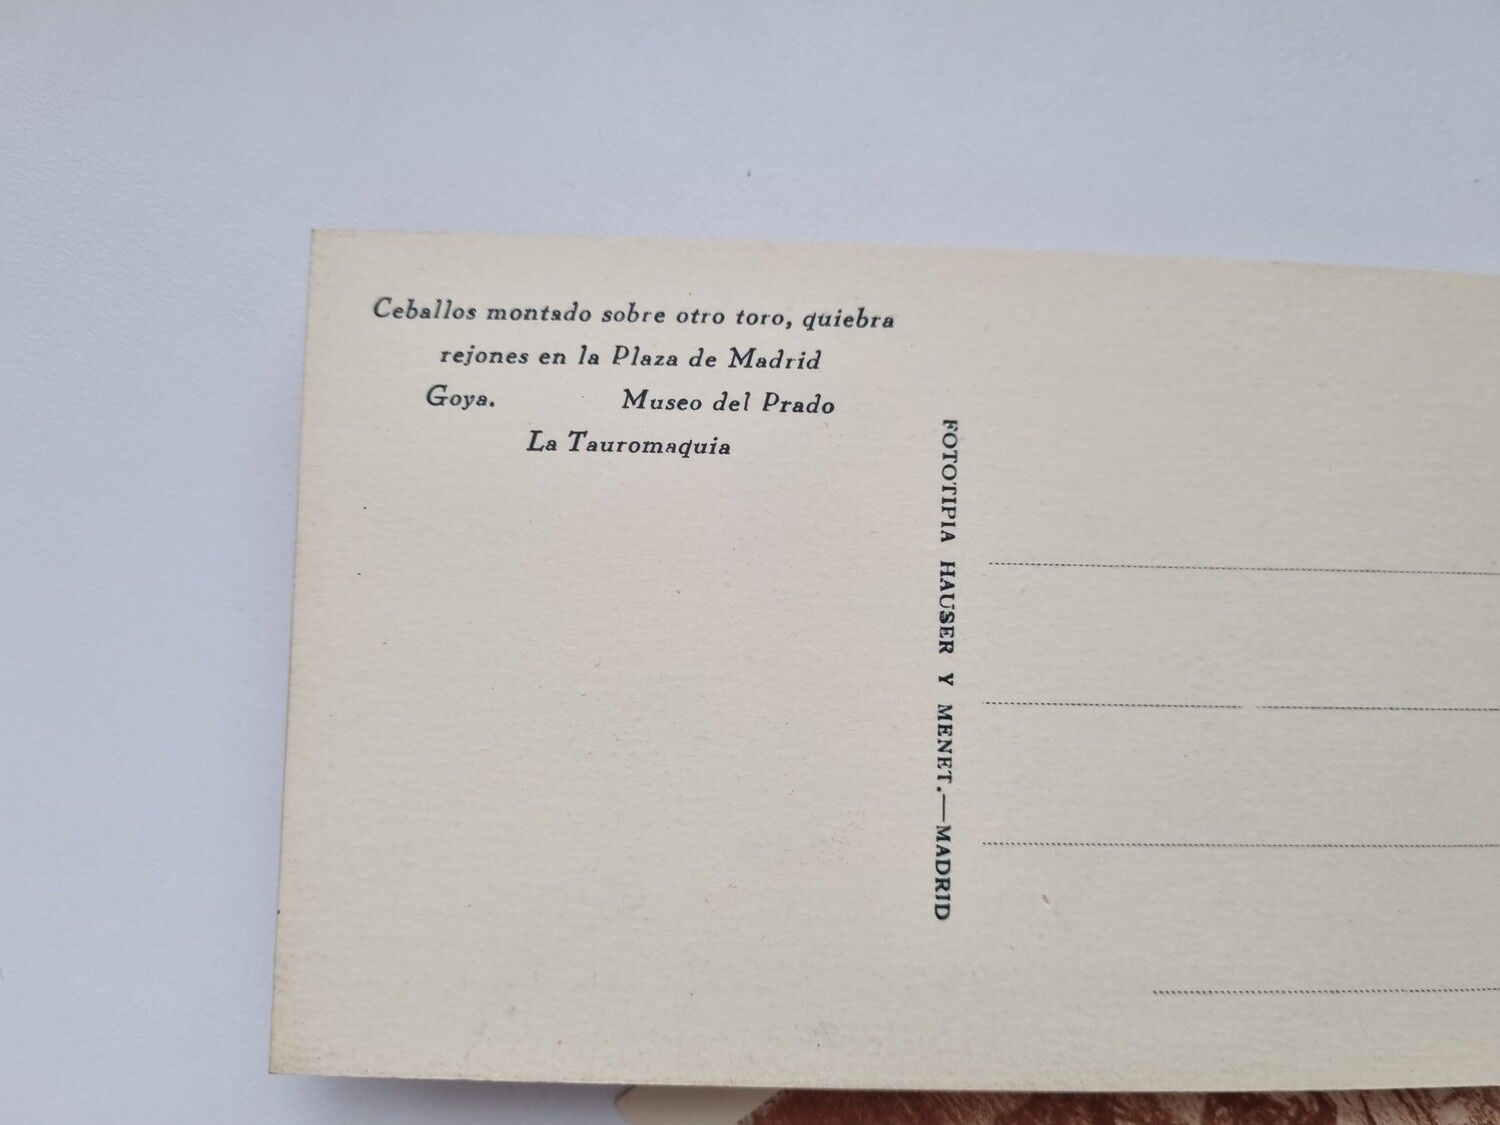 Ceballos montado sobre otro toro, quiebra
rejones en la Plaza de Madrid
Goya. Museo del Prado
La Tauromaquia
FOTOTIPIA HAUSER Y MENET.—MADRID